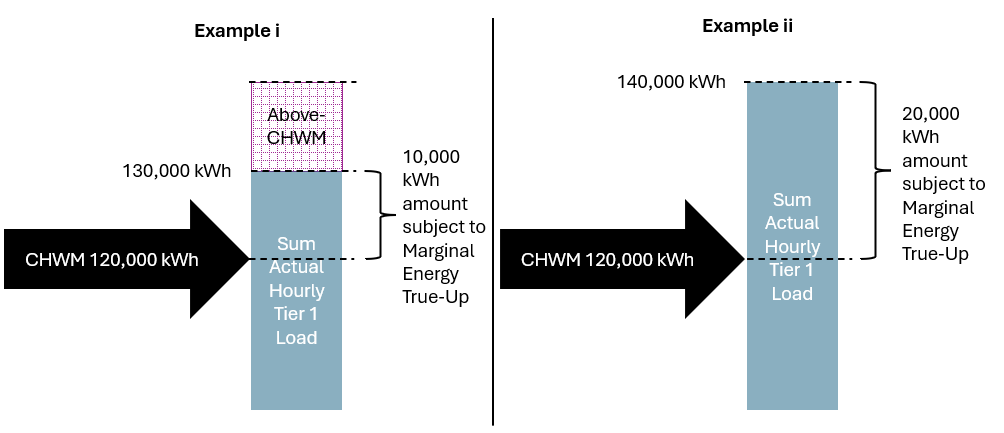 Example i
Above-
CHWM
130,000 kWh
CHWM 120,000 kWh
Sum
Actual
Hourly
Tier 1
Load
10,000
kWh
amount
subject to
Marginal
Energy
True-Up
Example ii
140,000 kWh
CHWM 120,000 kWh
Sum
Actual
Hourly
Tier 1
Load
20,000
kWh
amount
subject to
Marginal
Energy
True-Up